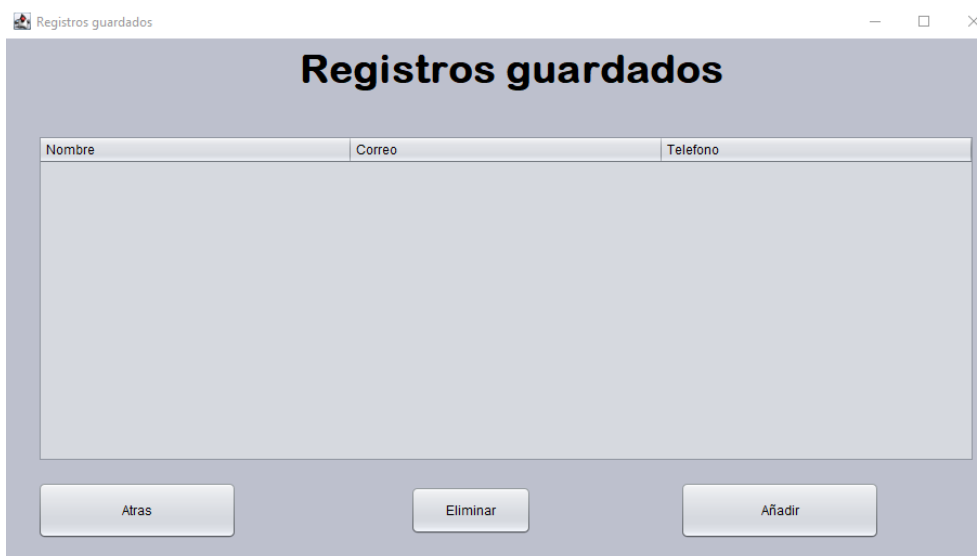 Registros guardados
Registros guardados
Nombre Correo Telefono
Atras Eliminar Añadir